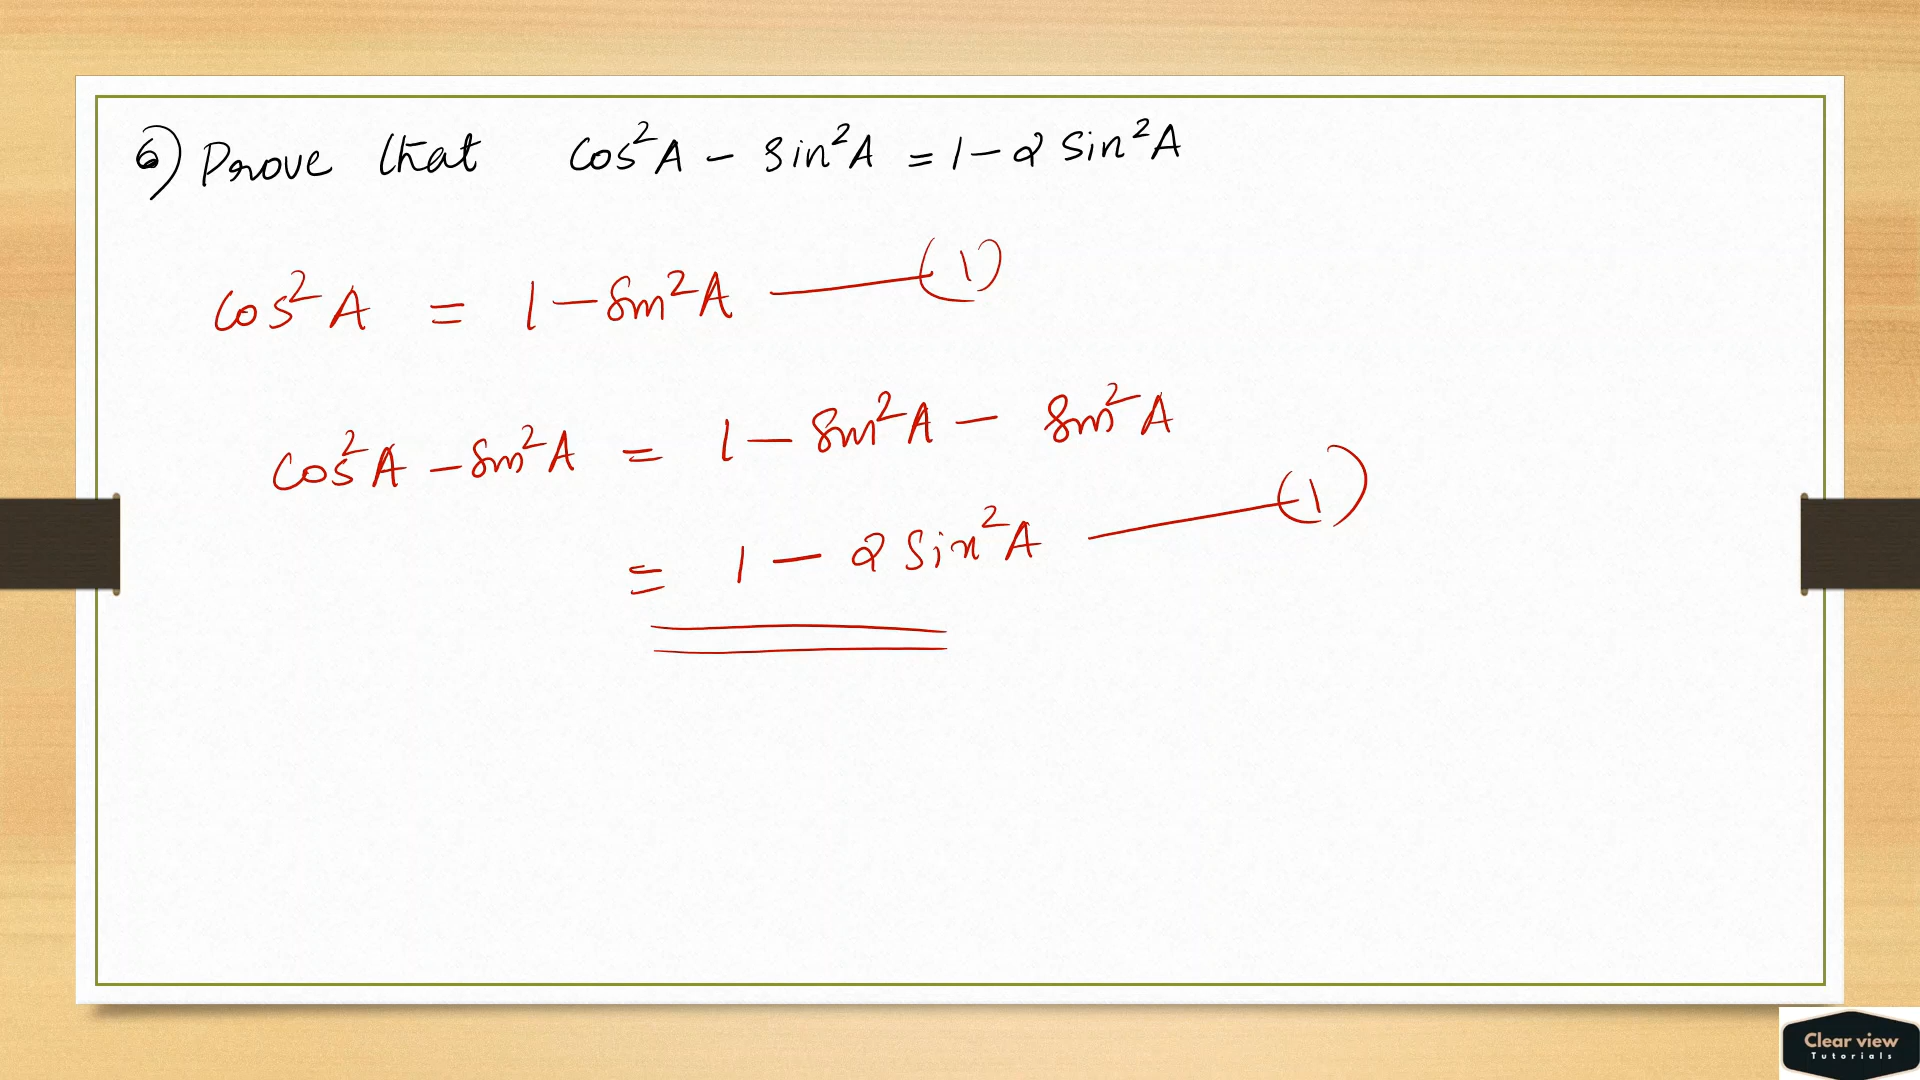 6) Prove that cos²A - sin²A = 1 - 2 Sin²A
cos²A = 1 - sin²A —— (1)
cos²A - sin²A = 1 - sin²A - sin²A
= 1 - 2 Sin²A —— (1)
Clear view
Tutorials